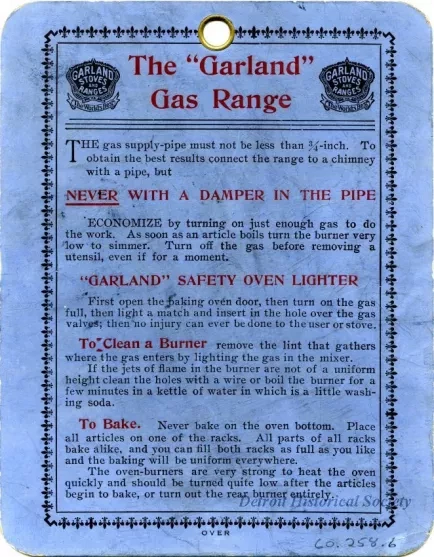 GARLAND
STOVES
AND
RANGES
The World's Best
GARLAND
STOVES
AND
RANGES
The World's Best
The "Garland"
Gas Range
THE gas supply-pipe must not be less than ¾-inch. To
obtain the best results connect the range to a chimney
with a pipe, but
NEVER WITH A DAMPER IN THE PIPE
ECONOMIZE by turning on just enough gas to do
the work. As soon as an article boils turn the burner very
low to simmer. Turn off the gas before removing a
utensil, even if for a moment.
"GARLAND" SAFETY OVEN LIGHTER
First open the baking oven door, then turn on the gas
full, then light a match and insert in the hole over the gas
valves; then no injury can ever be done to the user or stove.
To Clean a Burner remove the lint that gathers
where the gas enters by lighting the gas in the mixer.
If the jets of flame in the burner are not of a uniform
height clean the holes with a wire or boil the burner for a
few minutes in a kettle of water in which is a little wash-
ing soda.
To Bake. Never bake on the oven bottom. Place
all articles on one of the racks. All parts of all racks
bake alike, and you can fill both racks as full as you like
and the baking will be uniform everywhere.
The oven-burners are very strong to heat the oven
quickly and should be turned quite low after the articles
begin to bake, or turn out the rear burner entirely.
Detroit Historical Society
OVER
60.258.6